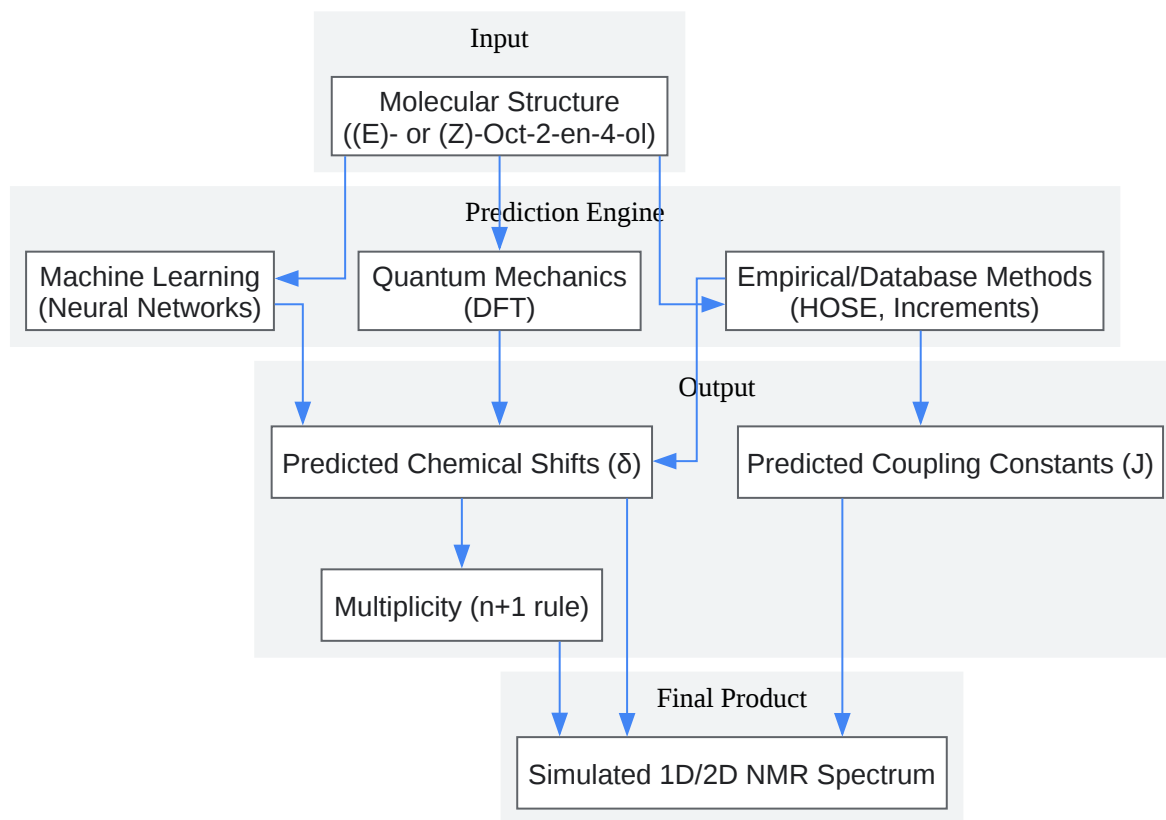 Input
Molecular Structure
((E)- or (Z)-Oct-2-en-4-ol)
Prediction Engine
Machine Learning
(Neural Networks)
Quantum Mechanics
(DFT)
Empirical/Database Methods
(HOSE, Increments)
Output
Predicted Chemical Shifts (δ)
Predicted Coupling Constants (J)
Multiplicity (n+1 rule)
Final Product
Simulated 1D/2D NMR Spectrum